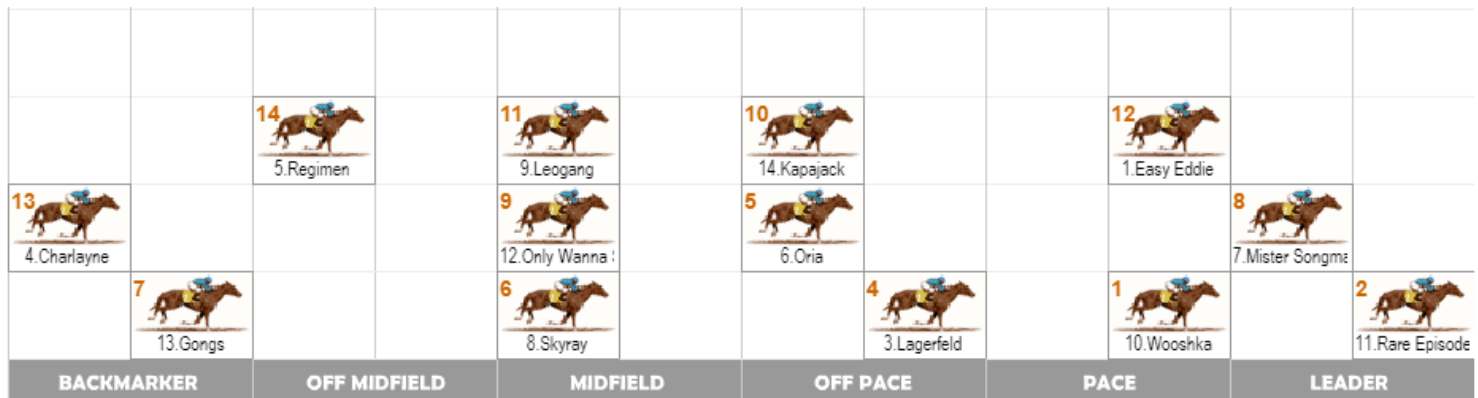 14 11 10 12
5.Regimen 9.Leogang 14.Kapajack 1.Easy Eddie
13 9 5 8
4.Charlayne 12.Only Wanna 6.Oria 7.Mister Songma
7 6 4 1 2
13.Gongs 8.Skyray 3.Lagerfeld 10.Wooshka 11.Rare Episode
BACKMARKER OFF MIDFIELD MIDFIELD OFF PACE PACE LEADER